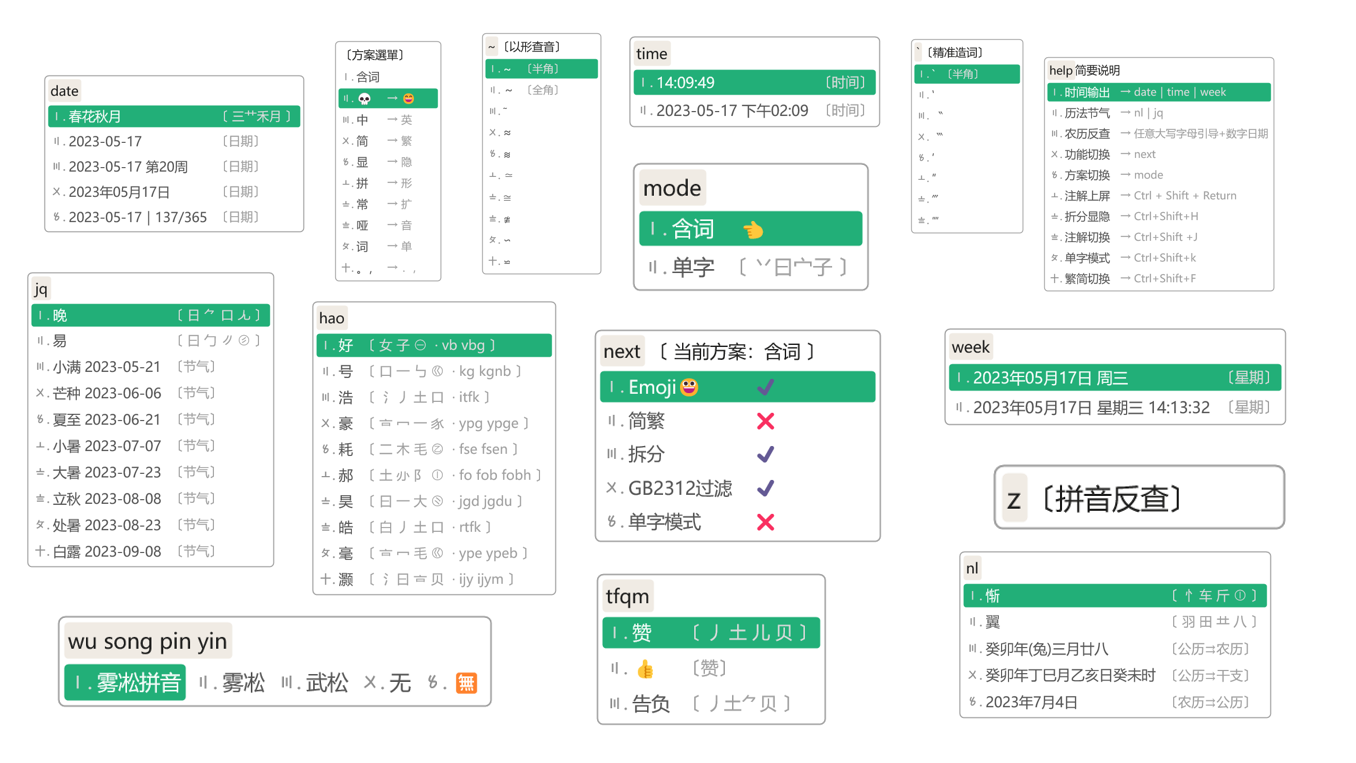 date
〡. 春花秋月 〔 三艹禾月 〕
〢. 2023-05-17 〔日期〕
〣. 2023-05-17 第20周 〔日期〕
〤. 2023年05月17日 〔日期〕
〥. 2023-05-17 | 137/365 〔日期〕
〔方案選單〕
〡. 含词
〢. 💀 → 😄
〣. 中 → 英
〤. 简 → 繁
〥. 显 → 隐
〦. 拼 → 形
〧. 常 → 扩
〨. 哑 → 音
〩. 词 → 单
〸. 。, → . ,
~ 〔以形查音〕
〡. ~ 〔半角〕
〢. ~ 〔全角〕
〤. ≈
〥. ≋
〦. ≃
〧. ≅
time
〡. 14:09:49 〔时间〕
〢. 2023-05-17 下午02:09 〔时间〕
mode
〡. 含词 👈
〢. 单字 〔 丷日宀子 〕
` 〔精准造词〕
〡. ` 〔半角〕
help 简要说明
〡. 时间输出 → date | time | week
〢. 历法节气 → nl | jq
〣. 农历反查 → 任意大写字母引导+数字日期
〤. 功能切换 → next
〥. 方案切换 → mode
〦. 注解上屏 → Ctrl + Shift + Return
〧. 折分显隐 → Ctrl+Shift+H
〨. 注解切换 → Ctrl+Shift +J
〩. 单字模式 → Ctrl+Shift+k
〸. 繁简切换 → Ctrl+Shift+F
jq
〡. 晚 〔 日 ⺈ 口 〕
〢. 易 〔 日 勹 〕
〣. 小满 2023-05-21 〔节气〕
〤. 芒种 2023-06-06 〔节气〕
〥. 夏至 2023-06-21 〔节气〕
〦. 小暑 2023-07-07 〔节气〕
〧. 大暑 2023-07-23 〔节气〕
〨. 立秋 2023-08-08 〔节气〕
〩. 处暑 2023-08-23 〔节气〕
〸. 白露 2023-09-08 〔节气〕
hao
〡. 好 〔 女 子 ㊀ · vb vbg 〕
〢. 号 〔 口 一 ㇉ · kg kgnb 〕
〣. 浩 〔 氵 丿 土 口 · itfk 〕
〤. 豪 〔 亠 冖 一 豕 · ypg ypge 〕
〥. 耗 〔 二 木 毛 · fse fsen 〕
〦. 郝 〔 土 阝 · fo fob fobh 〕
〧. 昊 〔 日 一 大 · jgd jgdu 〕
〨. 皓 〔 白 丿 土 口 · rtfk 〕
〩. 毫 〔 冖 毛 · ype ypeb 〕
〸. 灏 〔 氵 日 贝 · ijy ijym 〕
next 〔 当前方案：含词 〕
〡. Emoji😀 ✔
〢. 简繁 ❌
〣. 拆分 ✔
〤. GB2312过滤 ✔
〥. 单字模式 ❌
week
〡. 2023年05月17日 周三 〔星期〕
〢. 2023年05月17日 星期三 14:13:32 〔星期〕
z 〔拼音反查〕
wu song pin yin
〡. 雾凇拼音 〢. 雾凇 〣. 武松 〤. 无 〥. 🈚
tfqm
〡. 赞 〔 丿 土 儿 贝 〕
〢. 👍 〔赞〕
〣. 告负 〔 丿土⺈贝 〕
nl
〡. 惭 〔 忄 车 斤 〕
〢. 翼 〔 羽 田 龷 八 〕
〣. 癸卯年(兔)三月廿八 〔公历⇉农历〕
〤. 癸卯年丁巳月乙亥日癸未时 〔公历⇉干支〕
〥. 2023年7月4日 〔农历⇉公历〕